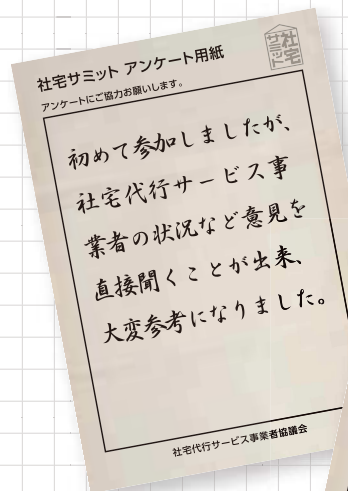 社宅サミット アンケート用紙
社宅
サミット
アンケートにご協力お願いします。
初めて参加しましたが、
社宅代行サービス事
業者の状況など意見を
直接聞くことが出来、
大変参考になりました。
社宅代行サービス事業者協議会